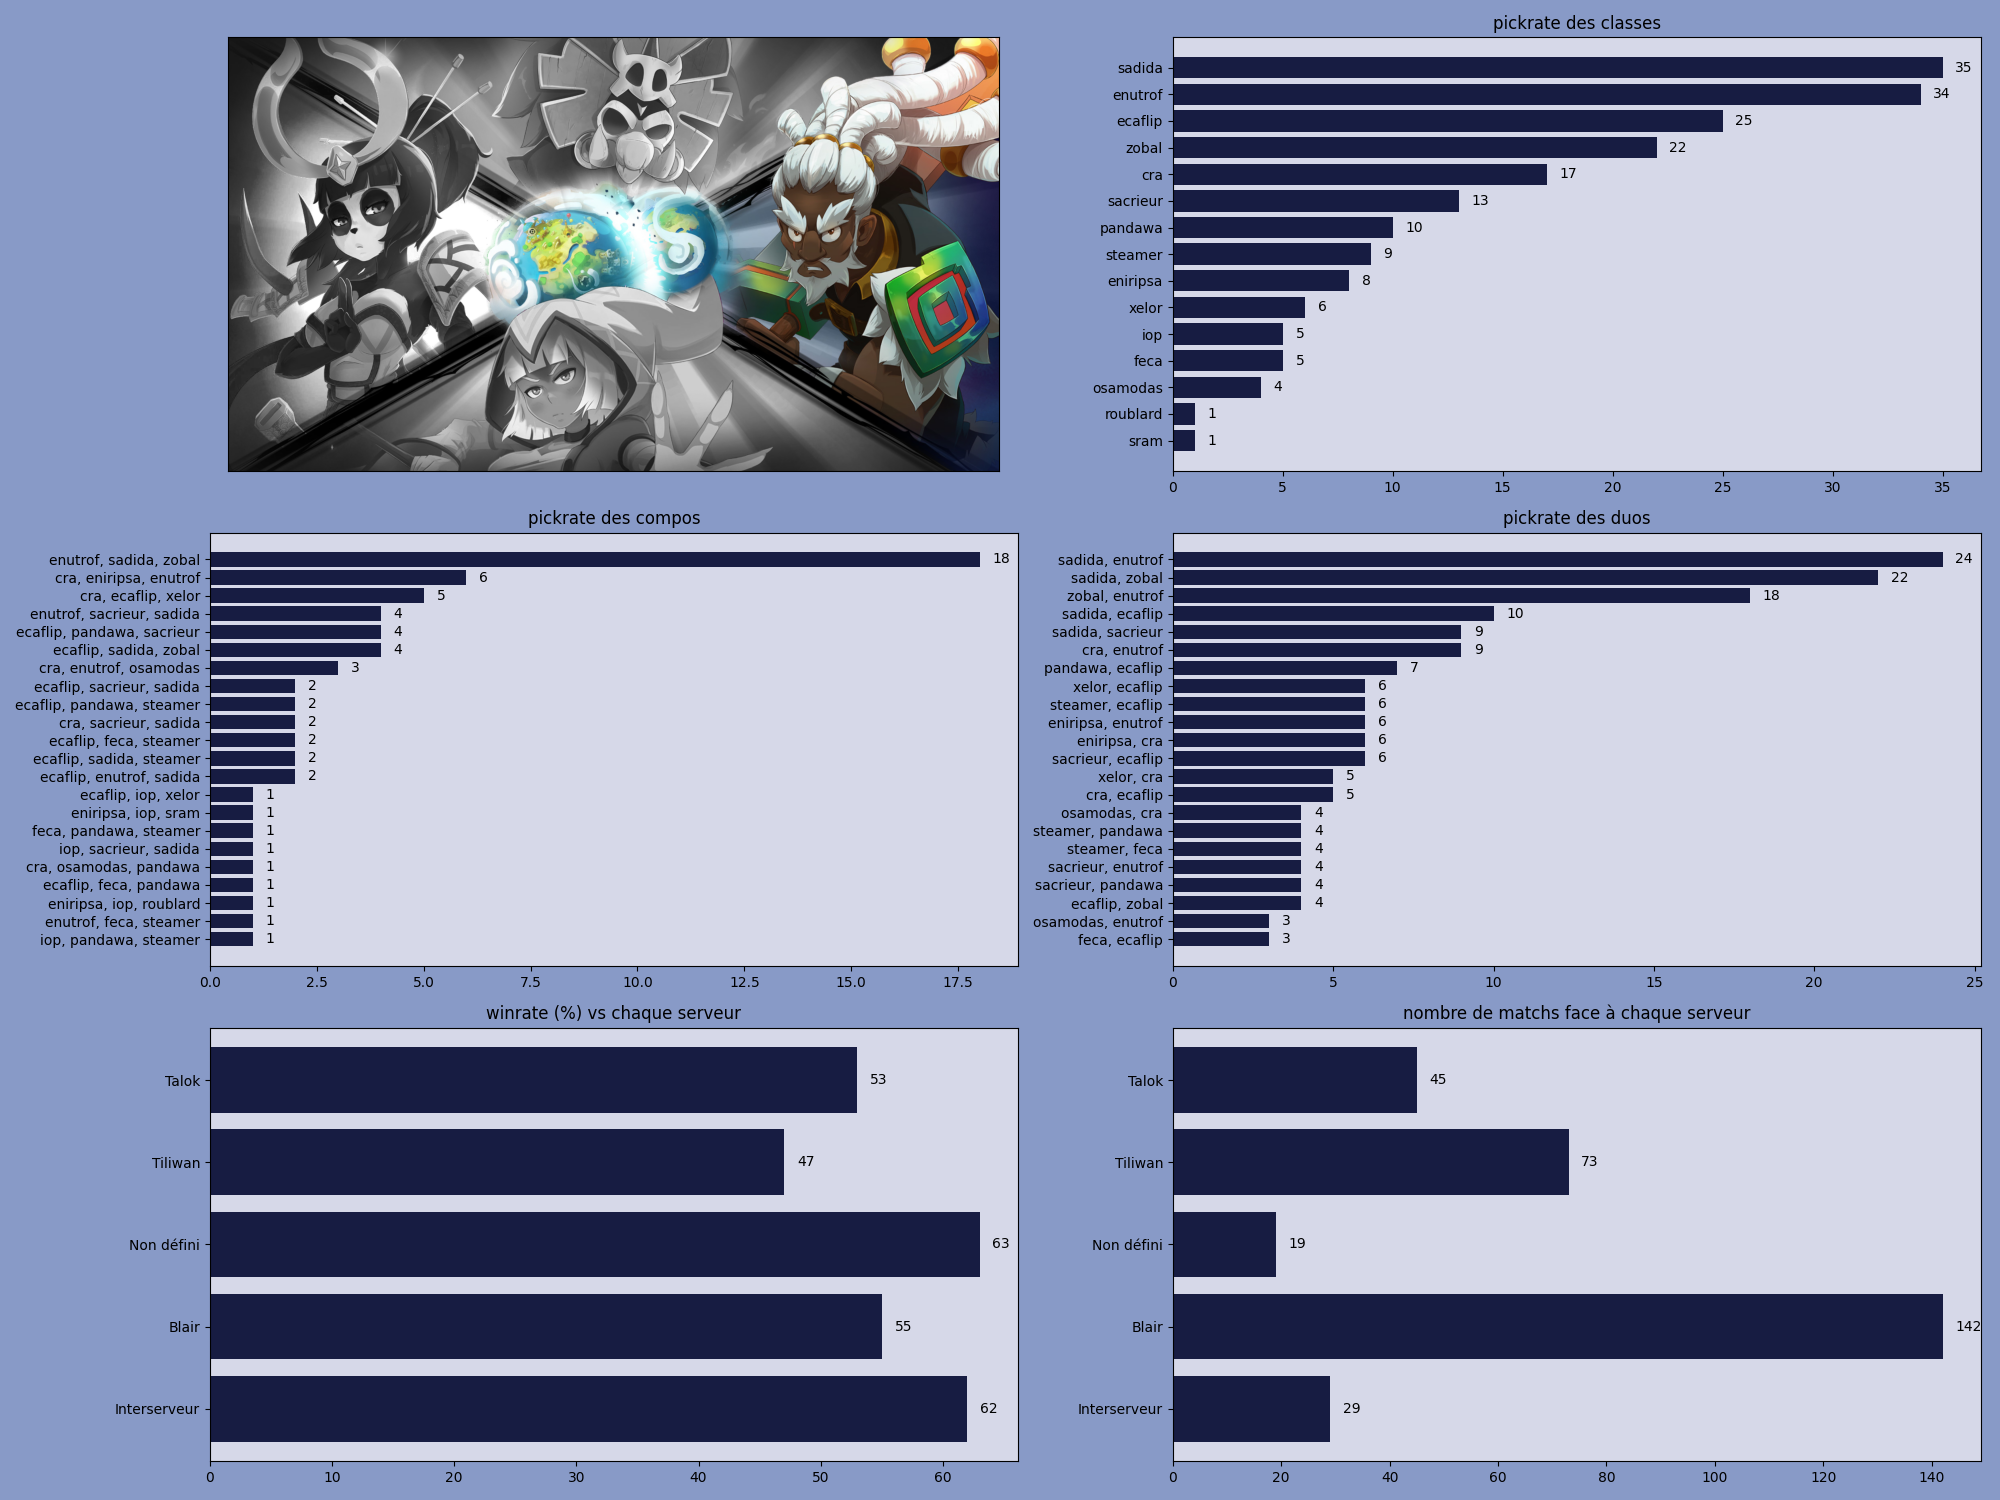 pickrate des classes
sadida 35
enutrof 34
ecaflip 25
zobal 22
cra 17
sacrieur 13
pandawa 10
steamer 9
eniripsa 8
xelor 6
iop 5
feca 5
osamodas 4
roublard 1
sram 1
0 5 10 15 20 25 30 35
pickrate des compos
enutrof, sadida, zobal 18
cra, eniripsa, enutrof 6
cra, ecaflip, xelor 5
enutrof, sacrieur, sadida 4
ecaflip, pandawa, sacrieur 4
ecaflip, sadida, zobal 4
cra, enutrof, osamodas 3
ecaflip, sacrieur, sadida 2
ecaflip, pandawa, steamer 2
cra, sacrieur, sadida 2
ecaflip, feca, steamer 2
ecaflip, sadida, steamer 2
ecaflip, enutrof, sadida 2
ecaflip, iop, xelor 1
eniripsa, iop, sram 1
feca, pandawa, steamer 1
iop, sacrieur, sadida 1
cra, osamodas, pandawa 1
ecaflip, feca, pandawa 1
eniripsa, iop, roublard 1
enutrof, feca, steamer 1
iop, pandawa, steamer 1
0.0 2.5 5.0 7.5 10.0 12.5 15.0 17.5
pickrate des duos
sadida, enutrof 24
sadida, zobal 22
zobal, enutrof 18
sadida, ecaflip 10
sadida, sacrieur 9
cra, enutrof 9
pandawa, ecaflip 7
xelor, ecaflip 6
steamer, ecaflip 6
eniripsa, enutrof 6
eniripsa, cra 6
sacrieur, ecaflip 6
xelor, cra 5
cra, ecaflip 5
osamodas, cra 4
steamer, pandawa 4
steamer, feca 4
sacrieur, enutrof 4
sacrieur, pandawa 4
ecaflip, zobal 4
osamodas, enutrof 3
feca, ecaflip 3
0 5 10 15 20 25
winrate (%) vs chaque serveur
Talok 53
Tiliwan 47
Non défini 63
Blair 55
Interserveur 62
0 10 20 30 40 50 60
nombre de matchs face à chaque serveur
Talok 45
Tiliwan 73
Non défini 19
Blair 142
Interserveur 29
0 20 40 60 80 100 120 140